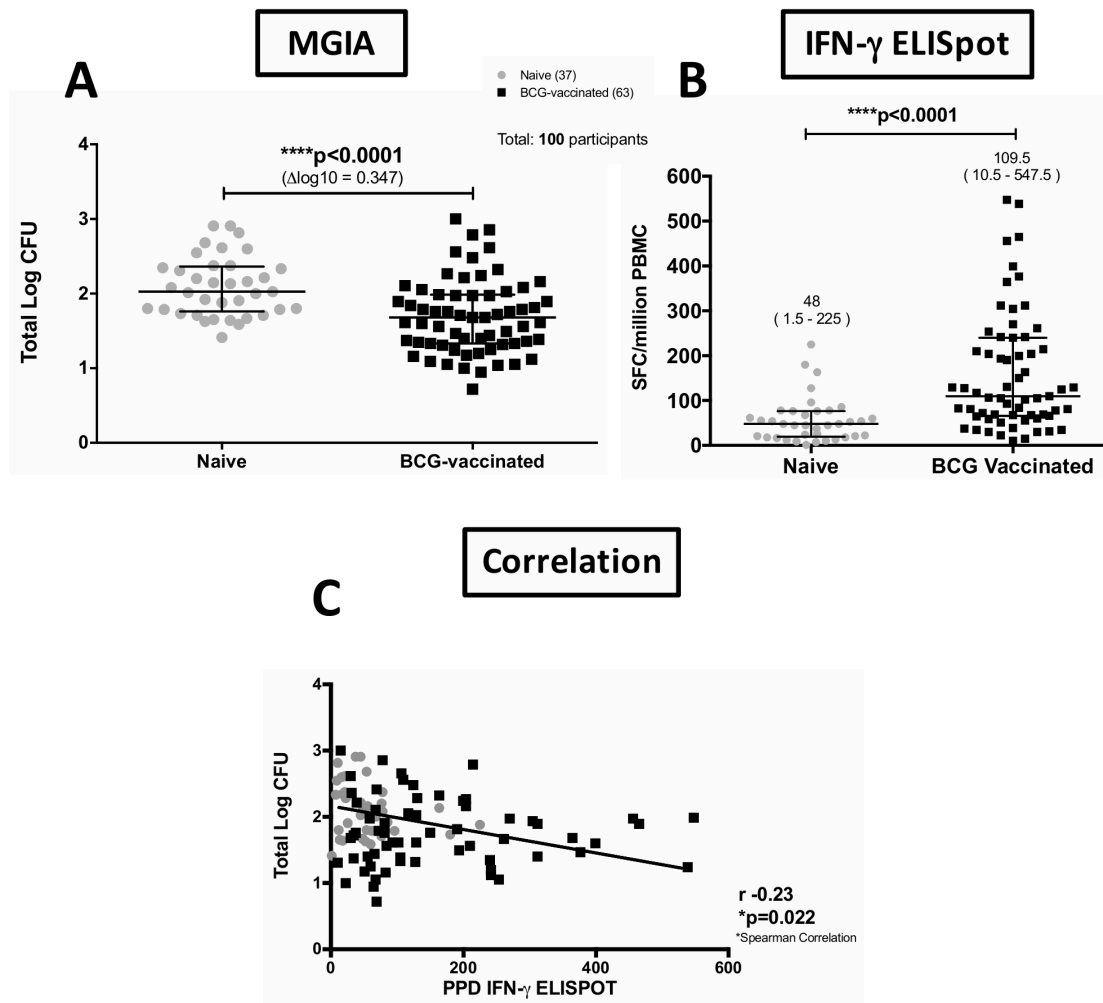 MGIA
IFN-γ ELISpot
A
Naive (37)
BCG-vaccinated (63)
Total: 100 participants
****p<0.0001
(Δlog10 = 0.347)
Total Log CFU
4
3
2
1
0
Naive
BCG-vaccinated
B
****p<0.0001
109.5
( 10.5 - 547.5 )
48
( 1.5 - 225 )
SFC/million PBMC
600
500
400
300
200
100
0
Naive
BCG Vaccinated
Correlation
C
Total Log CFU
4
3
2
1
0
0
200
400
600
PPD IFN-γ ELISPOT
r -0.23
*p=0.022
*Spearman Correlation